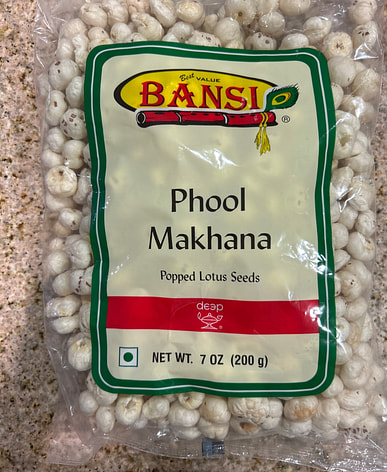 Best VALUE
BANSI
®
Phool
Makhana
Popped Lotus Seeds
deep
NET WT. 7 OZ (200 g)